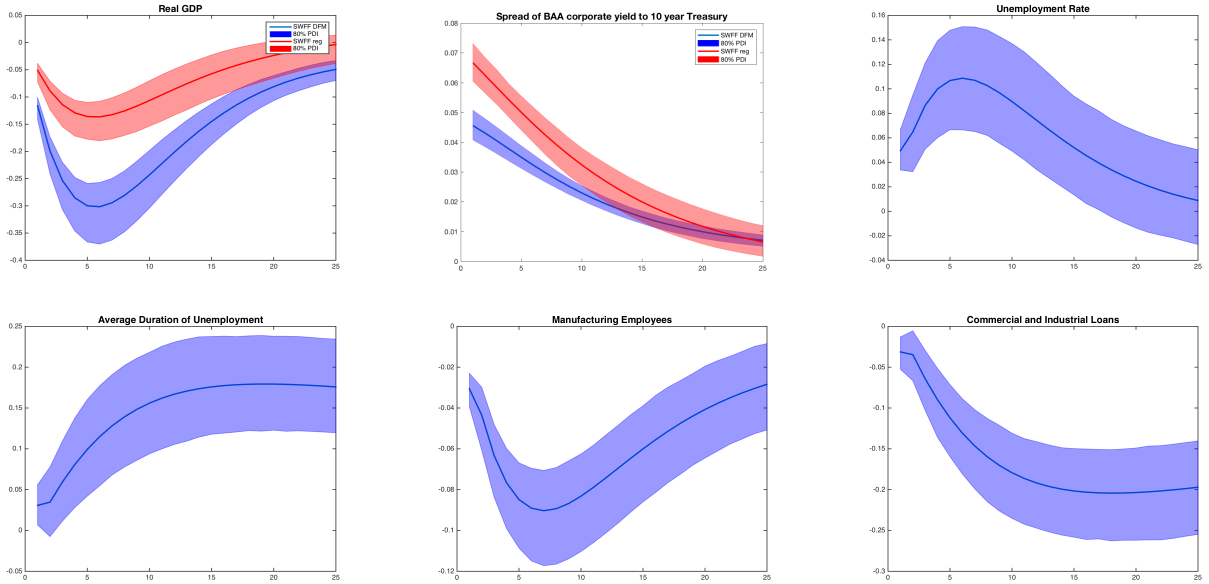 Real GDP
SWFF DFM
80% PDI
SWFF reg
80% PDI
0.05
0
-0.05
-0.1
-0.15
-0.2
-0.25
-0.3
-0.35
-0.4
0 5 10 15 20 25
Spread of BAA corporate yield to 10 year Treasury
SWFF DFM
80% PDI
SWFF reg
80% PDI
0.08
0.07
0.06
0.05
0.04
0.03
0.02
0.01
0
0 5 10 15 20 25
Unemployment Rate
0.16
0.14
0.12
0.1
0.08
0.06
0.04
0.02
0
-0.02
-0.04
0 5 10 15 20 25
Average Duration of Unemployment
0.25
0.2
0.15
0.1
0.05
0
-0.05
0 5 10 15 20 25
Manufacturing Employees
0
-0.02
-0.04
-0.06
-0.08
-0.1
-0.12
0 5 10 15 20 25
Commercial and Industrial Loans
0
-0.05
-0.1
-0.15
-0.2
-0.25
-0.3
0 5 10 15 20 25